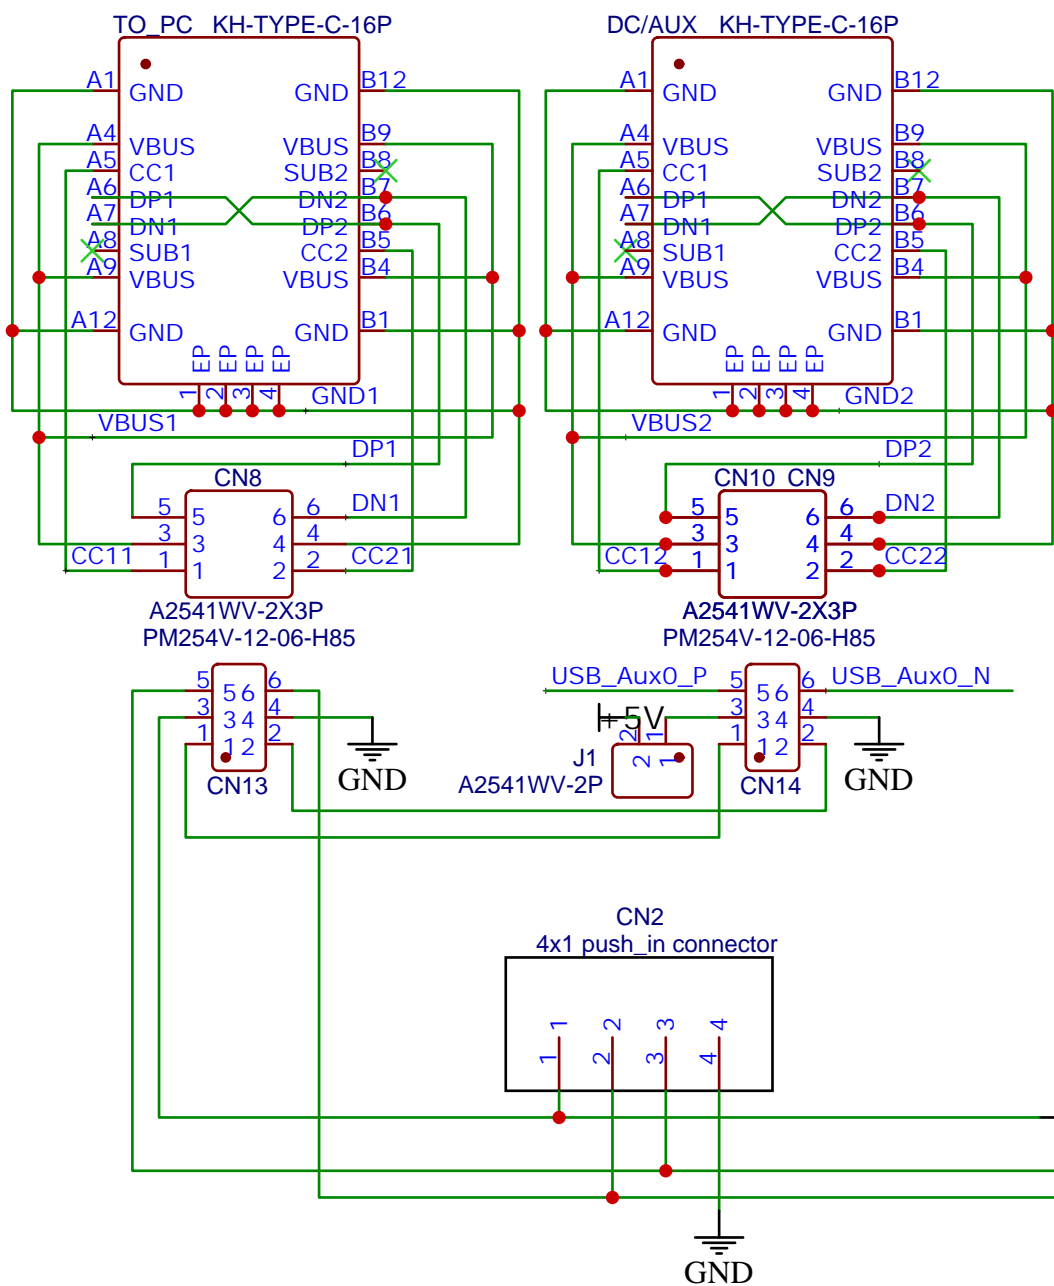 TO_PC KH-TYPE-C-16P
DC/AUX KH-TYPE-C-16P
A1 GND GND B12
A4 VBUS VBUS B9
A5 CC1 SUB2 B8
A6 DP1 DN2 B7
A7 DN1 DP2 B6
A8 SUB1 CC2 B5
A9 VBUS VBUS B4
A12 GND GND B1
EP EP EP EP
1 2 3 4
GND1
VBUS1
DP1
A1 GND GND B12
A4 VBUS VBUS B9
A5 CC1 SUB2 B8
A6 DP1 DN2 B7
A7 DN1 DP2 B6
A8 SUB1 CC2 B5
A9 VBUS VBUS B4
A12 GND GND B1
EP EP EP EP
1 2 3 4
GND2
VBUS2
DP2
CN8
5 5 6 6 DN1
3 3 4 4
CC11 1 1 2 2 CC21
A2541WV-2X3P
PM254V-12-06-H85
CN10 CN9
5 5 6 6 DN2
3 3 4 4
CC12 1 1 2 2 CC22
A2541WV-2X3P
PM254V-12-06-H85
5 5 6 6
3 3 4 4
1 1 2 2
CN13
GND
USB_Aux0_P 5 5 6 6 USB_Aux0_N
+5V 3 3 4 4
1 1 2 2
CN14
GND
2 1
2 1
J1
A2541WV-2P
CN2
4x1 push_in connector
1 2 3 4
1 2 3 4
GND